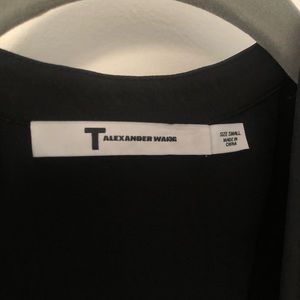 T ALEXANDER WANG
SIZE SMALL
MADE IN
CHINA